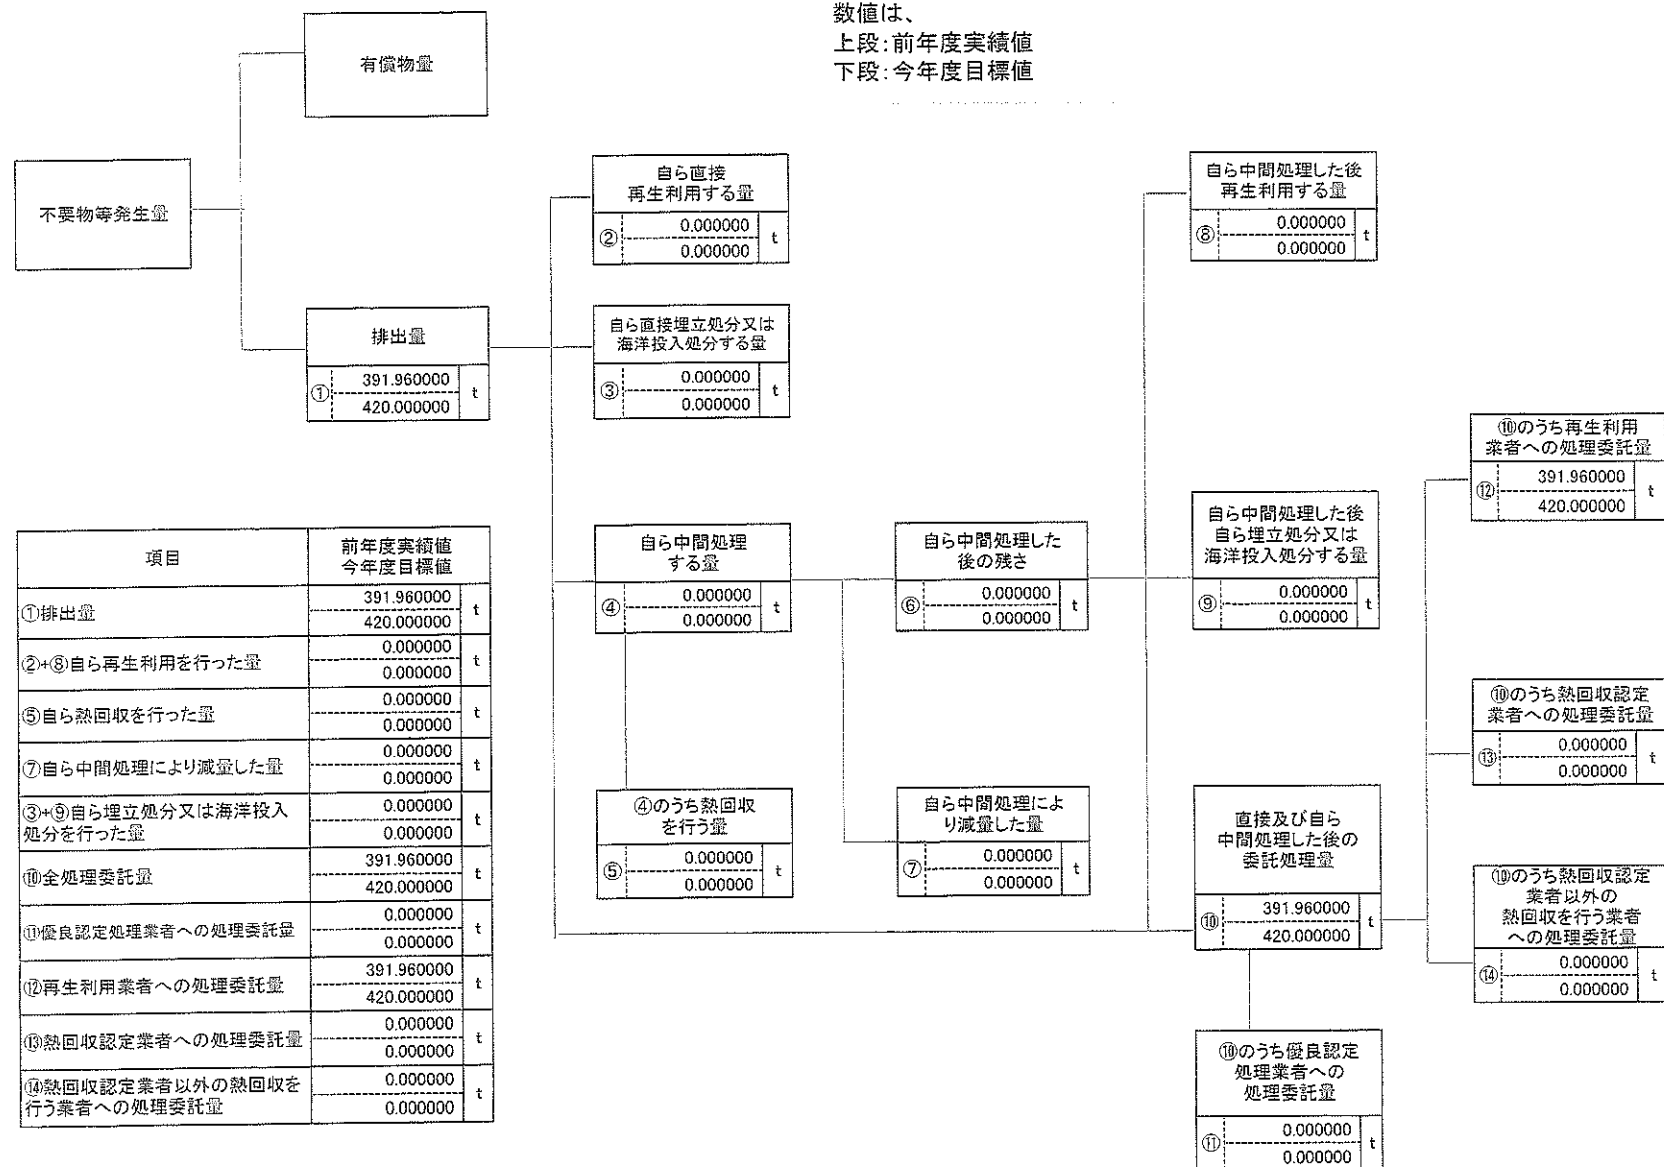 数値は、
上段:前年度実績値
下段:今年度目標値
有償物量
不要物等発生量
排出量
① 391.960000 t
420.000000
自ら直接
再生利用する量
② 0.000000 t
0.000000
自ら直接埋立処分又は
海洋投入処分する量
③ 0.000000 t
0.000000
自ら中間処理
する量
④ 0.000000 t
0.000000
④のうち熱回収
を行う量
⑤ 0.000000 t
0.000000
自ら中間処理した
後の残さ
⑥ 0.000000 t
0.000000
自ら中間処理によ
り減量した量
⑦ 0.000000 t
0.000000
自ら中間処理した後
再生利用する量
⑧ 0.000000 t
0.000000
自ら中間処理した後
自ら埋立処分又は
海洋投入処分する量
⑨ 0.000000 t
0.000000
直接及び自ら
中間処理した後の
委託処理量
⑩ 391.960000 t
420.000000
⑩のうち優良認定
処理業者への
処理委託量
⑪ 0.000000 t
0.000000
⑩のうち再生利用
業者への処理委託量
⑫ 391.960000 t
420.000000
⑩のうち熱回収認定
業者への処理委託量
⑬ 0.000000 t
0.000000
⑩のうち熱回収認定
業者以外の
熱回収を行う業者
への処理委託量
⑭ 0.000000 t
0.000000
項目 前年度実績値
今年度目標値
①排出量 391.960000 t
420.000000
②+⑧自ら再生利用を行った量 0.000000 t
0.000000
⑤自ら熱回収を行った量 0.000000 t
0.000000
⑦自ら中間処理により減量した量 0.000000 t
0.000000
③+⑨自ら埋立処分又は海洋投入 0.000000 t
処分を行った量 0.000000
⑩全処理委託量 391.960000 t
420.000000
⑪優良認定処理業者への処理委託量 0.000000 t
0.000000
⑫再生利用業者への処理委託量 391.960000 t
420.000000
⑬熱回収認定業者への処理委託量 0.000000 t
0.000000
⑭熱回収認定業者以外の熱回収を 0.000000 t
行う業者への処理委託量 0.000000